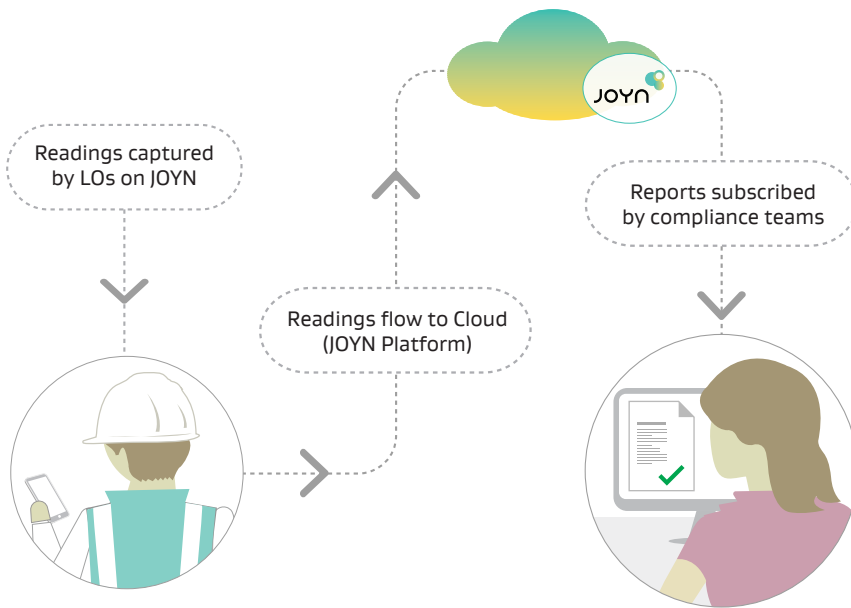 Readings captured
by LOs on JOYN
Readings flow to Cloud
(JOYN Platform)
JOYN
Reports subscribed
by compliance teams